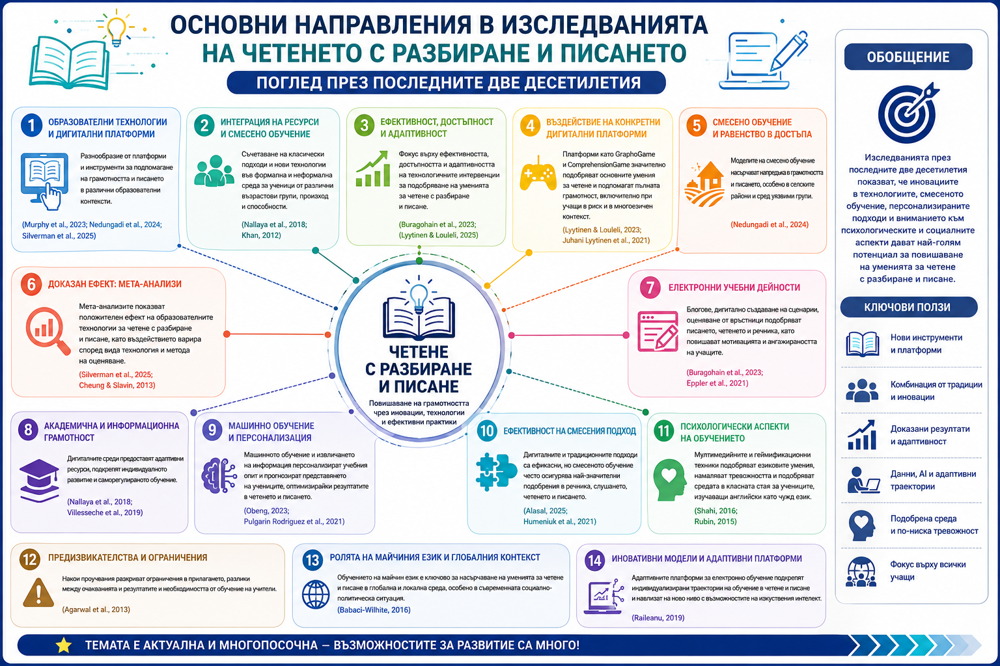 ОСНОВНИ НАПРАВЛЕНИЯ В ИЗСЛЕДВАНИЯТА
НА ЧЕТЕНЕТО С РАЗБИРАНЕ И ПИСАНЕТО
ПОГЛЕД ПРЕЗ ПОСЛЕДНИТЕ ДВЕ ДЕСЕТИЛЕТИЯ
1
ОБРАЗОВАТЕЛНИ ТЕХНОЛОГИИ
И ДИГИТАЛНИ ПЛАТФОРМИ
Разнообразие от платформи
и инструменти за подпомагане
на грамотността и писането
в различни образователни
контексти.
(Murphy et al., 2023; Nedungadi et al., 2024;
Silverman et al., 2025)
2
ИНТЕГРАЦИЯ НА РЕСУРСИ
И СМЕСЕНО ОБУЧЕНИЕ
Съчетаване на класически
подходи и нови технологии
във формална и неформална
среда за ученици от различни
възрастови групи, произход
и способности.
(Nallaya et al., 2018;
Khan, 2012)
3
ЕФЕКТИВНОСТ, ДОСТЪПНОСТ
И АДАПТИВНОСТ
Фокус върху ефективността,
достъпността и адаптивността
на технологичните интервенции
за подобряване на уменията
за четене с разбиране
и писане.
(Buragohain et al., 2023;
(Lyytinen & Louleli, 2025)
4
ВЪЗДЕЙСТВИЕ НА КОНКРЕТНИ
ДИГИТАЛНИ ПЛАТФОРМИ
Платформи като GraphoGame
и ComprehensionGame значително
подобряват основните умения
за четене и подпомагат пълната
грамотност, включително при
учащи в риск и в многоезичен
контекст.
(Lyytinen & Louleli, 2023;
Juhani Lyytinen et al., 2021)
5
СМЕСЕНО ОБУЧЕНИЕ
И РАВЕНСТВО В ДОСТЪПА
Моделите на смесено обучение
насърчават напредъка в грамотността
и писането, особено в селските
райони и сред уязвими групи.
(Nedungadi et al., 2024)
6
ДОКАЗАН ЕФЕКТ: МЕТА-АНАЛИЗИ
Мета-анализите показват
положителен ефект на образователните
технологии за четене с разбиране
и писане, като въздействието варира
според вида технология и метода
на оценяване.
(Silverman et al., 2025;
Cheung & Slavin, 2013)
ЧЕТЕНЕ
С РАЗБИРАНЕ
И ПИСАНЕ
Повишаване на грамотността
чрез иновации, технологии
и ефективни практики
7
ЕЛЕКТРОННИ УЧЕБНИ ДЕЙНОСТИ
Блогове, дигитално създаване на сценарии,
оценяване от връстници подобряват
писането, четенето и речника, като
повишават мотивацията и ангажираността
на учащите.
(Buragohain et al., 2023;
Eppler et al., 2021)
8
АКАДЕМИЧНА И ИНФОРМАЦИОННА
ГРАМОТНОСТ
Дигиталните среди предоставят адаптивни
ресурси, подкрепят индивидуалното
развитие и саморегулираното обучение.
(Nallaya et al., 2018;
Villesseche et al., 2019)
9
МАШИННО ОБУЧЕНИЕ
И ПЕРСОНАЛИЗАЦИЯ
Машинното обучение и извличането
на информация персонализират учебния
опит и прогнозират представянето
на учениците, оптимизирайки резултатите
в четенето и писането.
(Obeng, 2023;
Pulgarin Rodriguez et al., 2021)
10
ЕФЕКТИВНОСТ НА СМЕСЕНИЯ ПОДХОД
Дигиталните и традиционните подходи
са ефикасни, но смесеното обучение
често осигурява най-значителни
подобрения в речника, слушането,
четенето и писането.
(Alasal, 2025;
Humeniuk et al., 2021)
11
ПСИХОЛОГИЧЕСКИ АСПЕКТИ
НА ОБУЧЕНИЕТО
Мултимедийните и геймификационни
техники подобряват езиковите умения,
намаляват тревожността и подобряват
средата в класната стая за учениците,
изучаващи английски като чужд език.
(Shahi, 2016;
Rubin, 2015)
12
ПРЕДИЗВИКАТЕЛСТВА И ОГРАНИЧЕНИЯ
Накои проучвания разкриват ограничения в прилагането, разлики
между очакванията и резултатите и необходимостта от обучение на учители.
(Agarwal et al., 2013)
13
РОЛЯТА НА МАЙЧИНИЯ ЕЗИК И ГЛОБАЛНИЯ КОНТЕКСТ
Обучението на майчин език е ключово за насърчаване на уменията за четене
и писане в глобална и локална среда, особено в съвременната социално-
политическа ситуация.
(Babaci-Wilhite, 2016)
14
ИНОВАТИВНИ МОДЕЛИ И АДАПТИВНИ ПЛАТФОРМИ
Адаптивните платформи за електронно обучение подкрепят
индивидуализирани траектории на обучение в четене и писане
и навлизат на ново ниво с възможностите на изкуствения интелект.
(Raileanu, 2019)
ОБОБЩЕНИЕ
Изследванията през
последните две десетилетия
показват, че иновациите
в технологиите, смесеното
обучение, персонализираните
подходи и вниманието към
психологическите и социалните
аспекти дават най-голям
потенциал за повишаване
на уменията за четене
с разбиране и писане.
КЛЮЧОВИ ПОЛЗИ
Нови инструменти
и платформи
Комбинация от традиции
и иновации
Доказани резултати
и адаптивност
Данни, AI и адаптивни
траектории
Подобрена среда
и по-ниска тревожност
Фокус върху всички
учащи
ТЕМАТА Е АКТУАЛНА И МНОГОПОСОЧНА – ВЪЗМОЖНОСТИТЕ ЗА РАЗВИТИЕ СА МНОГО!